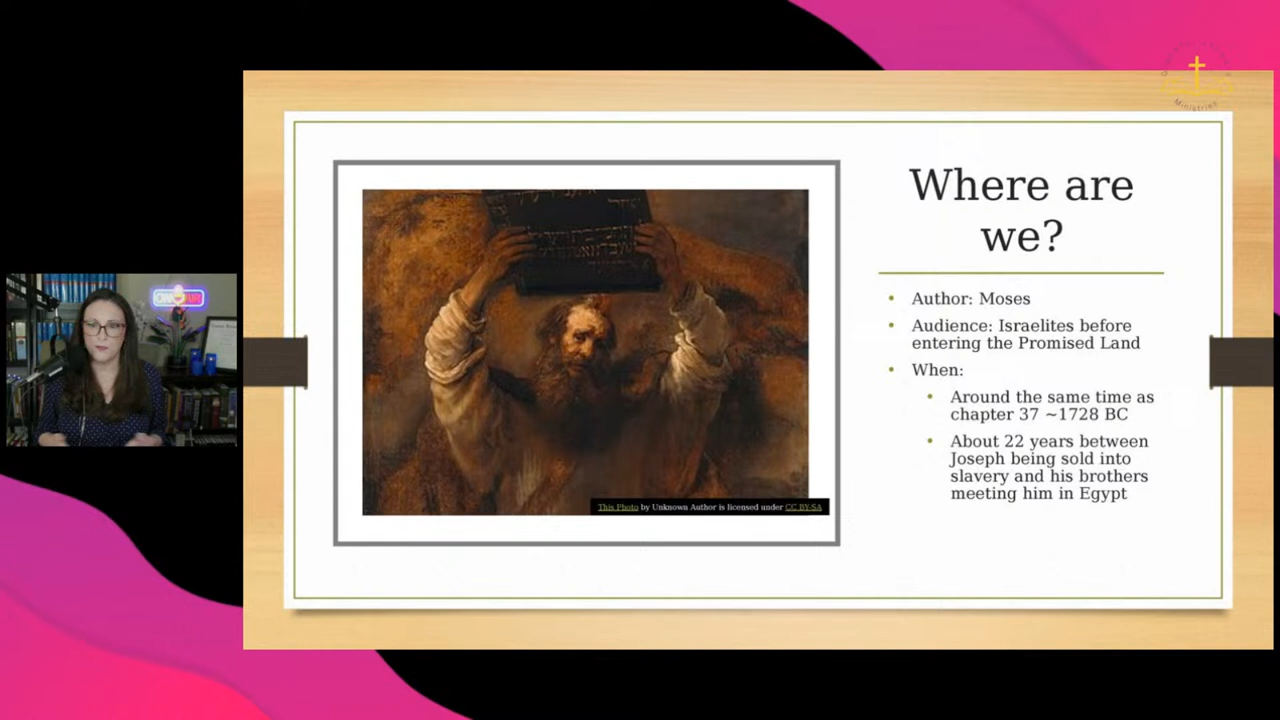 Where are
we?
• Author: Moses
• Audience: Israelites before
entering the Promised Land
• When:
• Around the same time as
chapter 37 ~1728 BC
• About 22 years between
Joseph being sold into
slavery and his brothers
meeting him in Egypt
This Photo by Unknown Author is licensed under CC BY-SA
Ministries